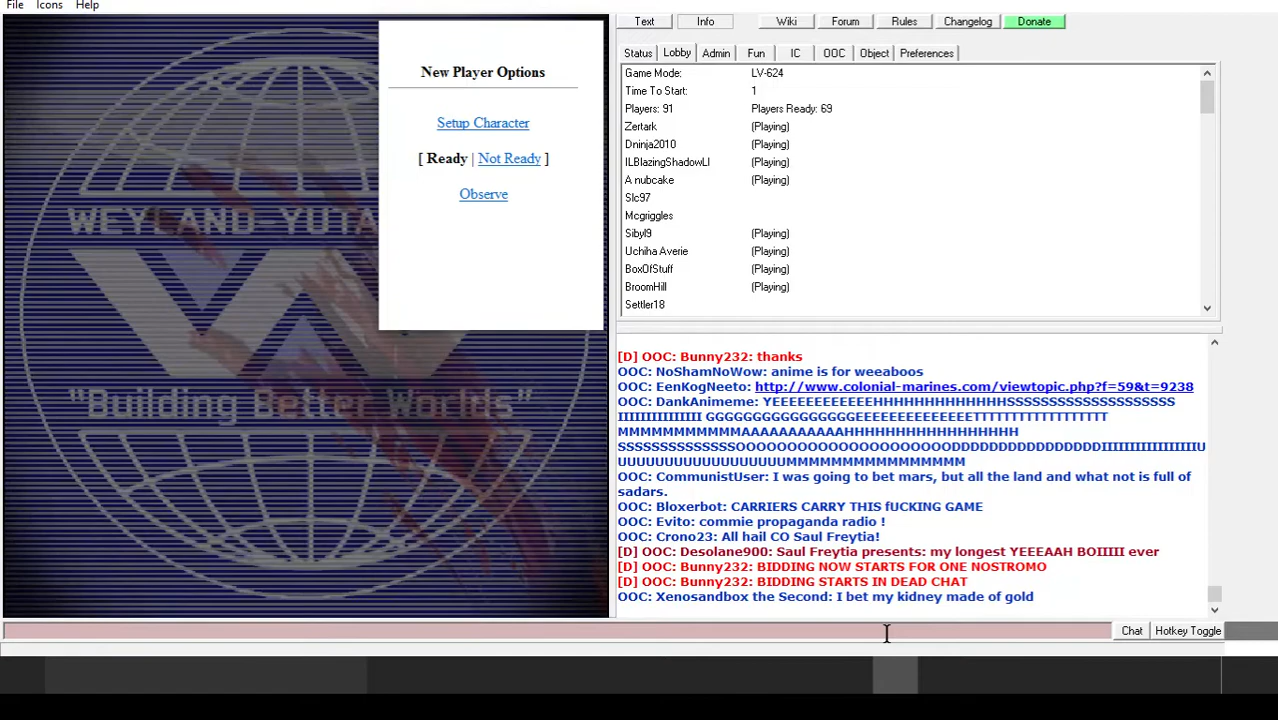 File Icons Help
New Player Options
Setup Character
[ Ready | Not Ready ]
Observe
WEYLAND-YUTA
"Building Better Worlds"
Text Info Wiki Forum Rules Changelog Donate
Status Lobby Admin Fun IC OOC Object Preferences
Game Mode: LV-624
Time To Start: 1
Players: 91 Players Ready: 69
Zertark (Playing)
Dninja2010 (Playing)
ILBlazingShadowLI (Playing)
A nubcake (Playing)
Slc97
Mcgriggles
Sibyl9 (Playing)
Uchiha Averie (Playing)
BoxOfStuff (Playing)
BroomHill (Playing)
Settler18
[D] OOC: Bunny232: thanks
OOC: NoShamNoWow: anime is for weeaboos
OOC: EenKogNeeto: http://www.colonial-marines.com/viewtopic.php?f=59&t=9238
OOC: DankAnimeme: YEEEEEEEEEEEHHHHHHHHHHHHHSSSSSSSSSSSSSSSSSSSS
IIIIIIIIIIIIIII GGGGGGGGGGGGGGGEEEEEEEEEEEEEETTTTTTTTTTTTTTTTTT
MMMMMMMMMMAAAAAAAAAAAHHHHHHHHHHHHHHHHHH
SSSSSSSSSSSSSSOOOOOOOOOOOOOOOOOOOOODDDDDDDDDDDDDDIIIIIIIIIIIIIIIIIIU
UUUUUUUUUUUUUUUUUUMMMMMMMMMMMMMMMM
OOC: CommunistUser: I was going to bet mars, but all the land and what not is full of
sadars.
OOC: Bloxerbot: CARRIERS CARRY THIS fUCKING GAME
OOC: Evito: commie propaganda radio !
OOC: Crono23: All hail CO Saul Freytia!
[D] OOC: Desolane900: Saul Freytia presents: my longest YEEEAAH BOIIIII ever
[D] OOC: Bunny232: BIDDING NOW STARTS FOR ONE NOSTROMO
[D] OOC: Bunny232: BIDDING STARTS IN DEAD CHAT
OOC: Xenosandbox the Second: I bet my kidney made of gold
Chat Hotkey Toggle